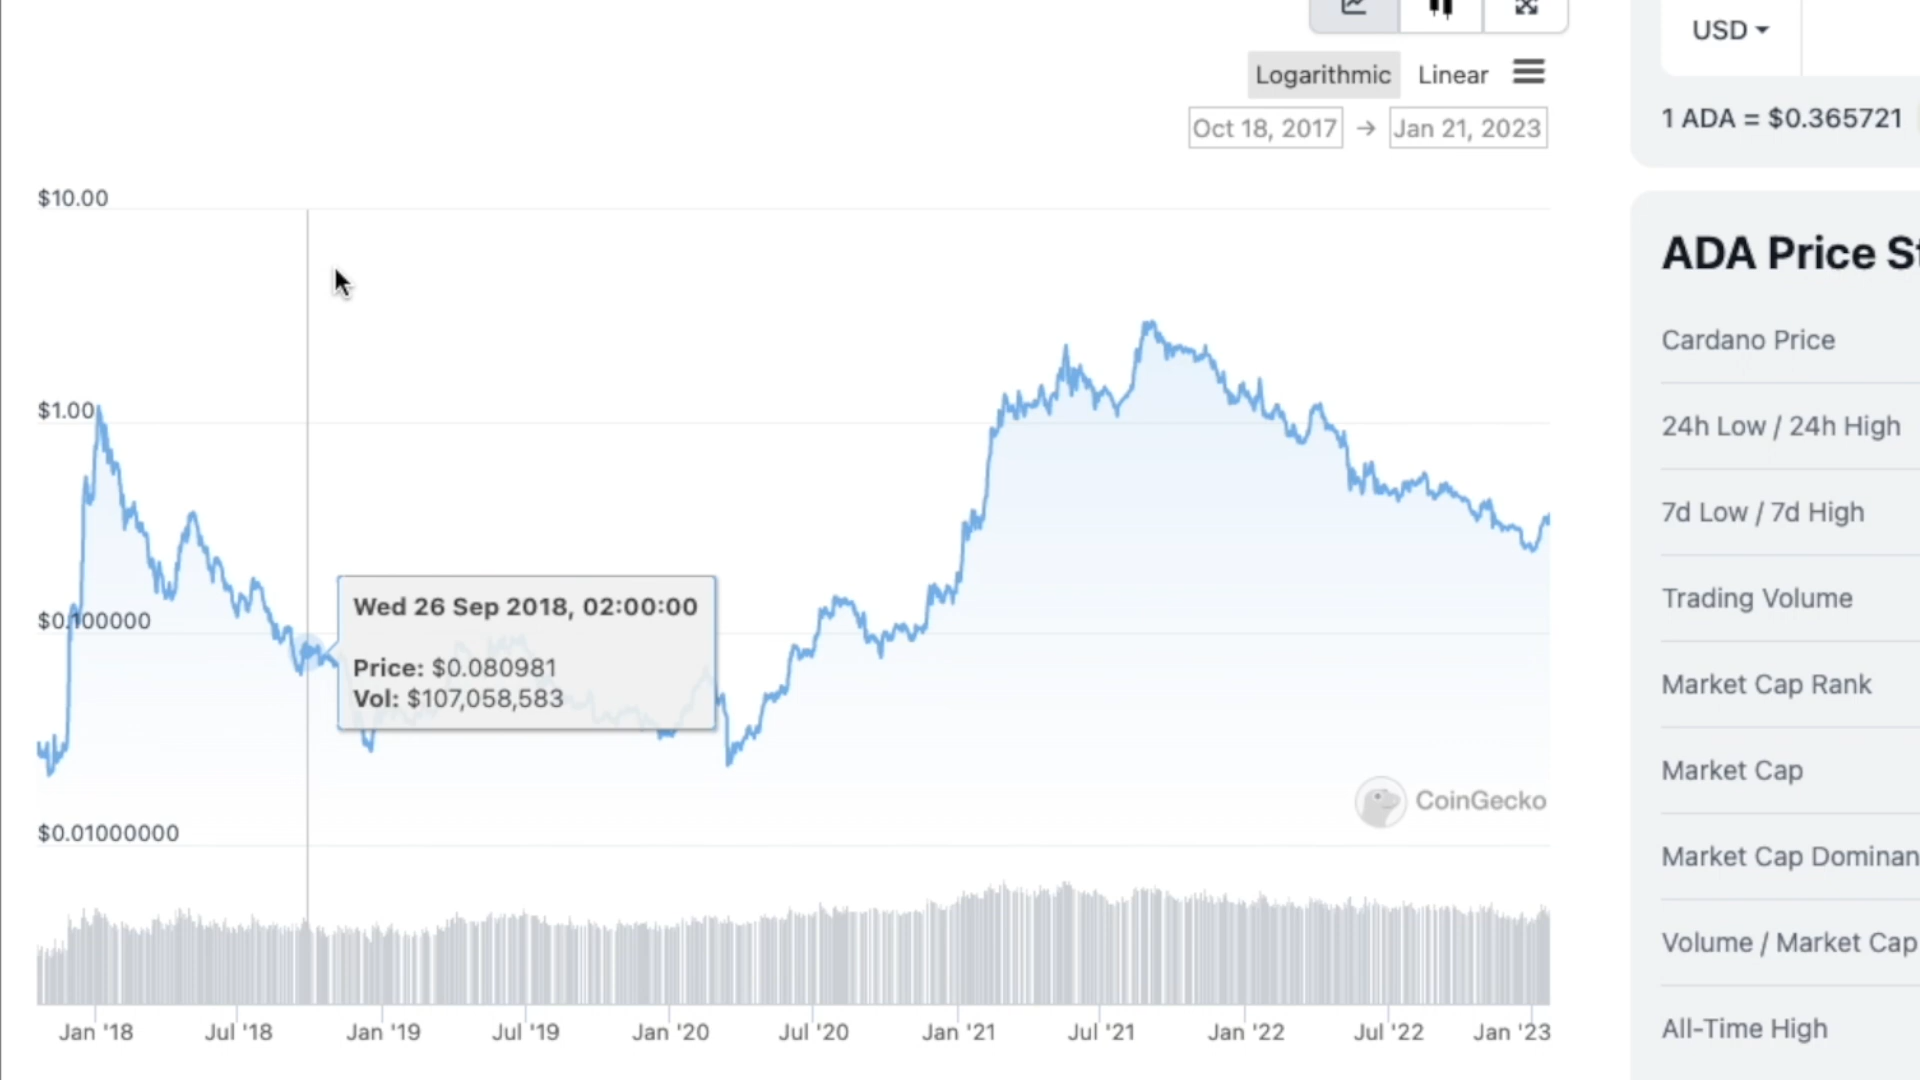 Logarithmic Linear
Oct 18, 2017 → Jan 21, 2023
$10.00
$1.00
$0.100000
$0.01000000
Wed 26 Sep 2018, 02:00:00
Price: $0.080981
Vol: $107,058,583
CoinGecko
Jan '18 Jul '18 Jan '19 Jul '19 Jan '20 Jul '20 Jan '21 Jul '21 Jan '22 Jul '22 Jan '23
USD
1 ADA = $0.365721
ADA Price St
Cardano Price
24h Low / 24h High
7d Low / 7d High
Trading Volume
Market Cap Rank
Market Cap
Market Cap Dominan
Volume / Market Cap
All-Time High